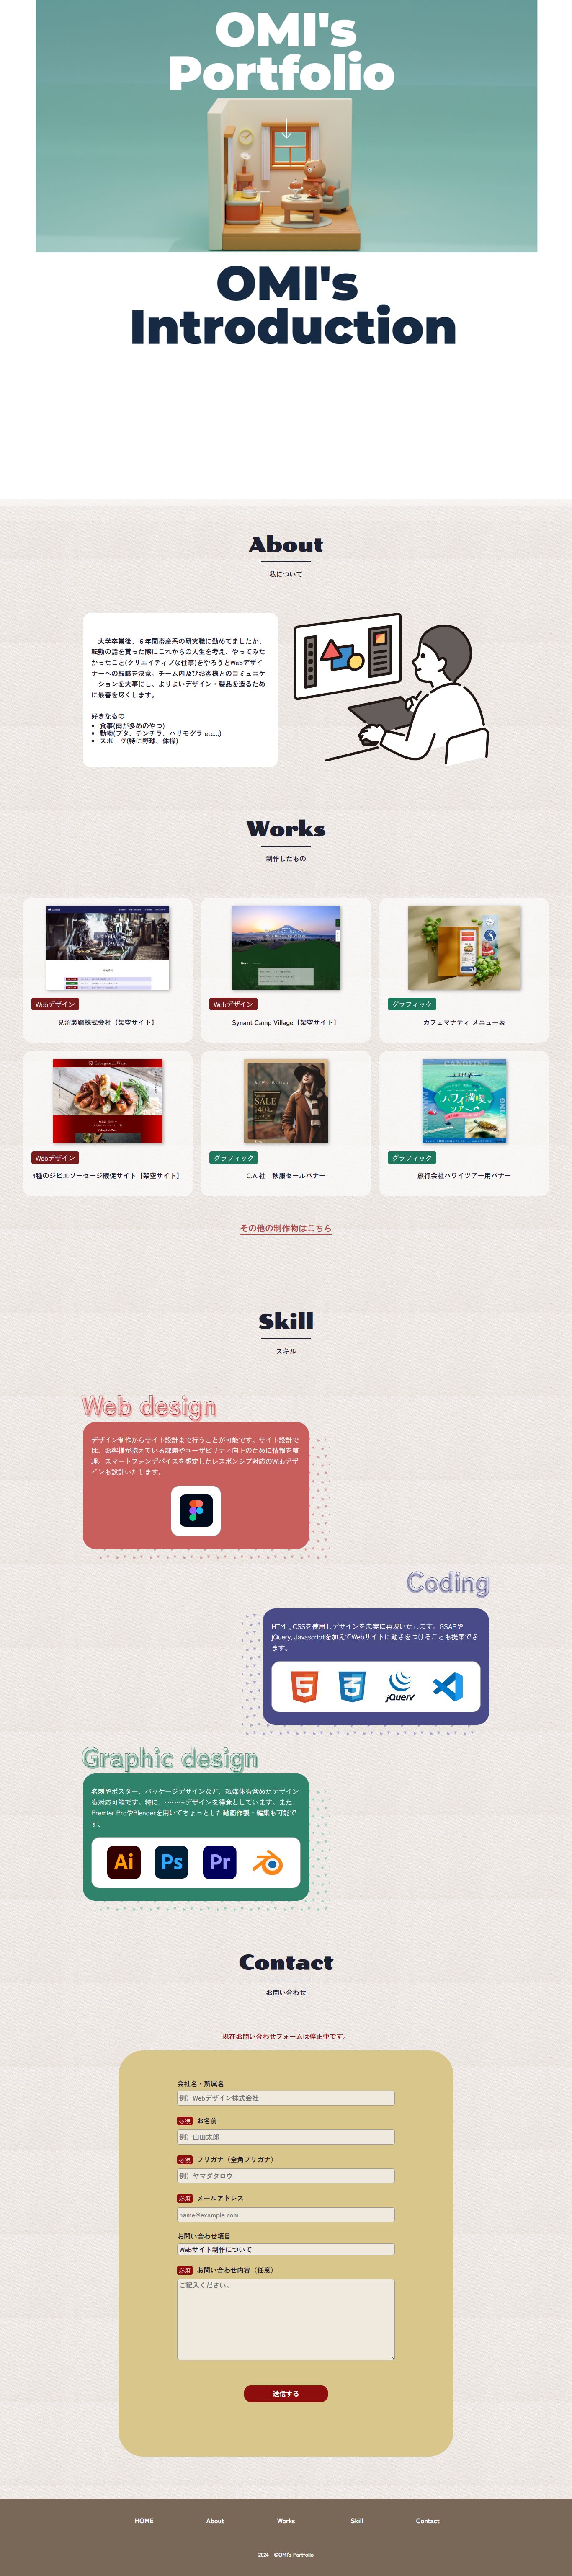 OMI's
Portfolio
OMI's
Introduction
About
私について
大学卒業後、６年間畜産系の研究職に勤めてましたが、
転勤の話を貰った際にこれからの人生を考え、やってみた
かったこと(クリエイティブな仕事)をやろうとWebデザイ
ナーへの転職を決意。チーム内及びお客様とのコミュニケ
ーションを大事にし、よりよいデザイン・製品を造るため
に最善を尽くします。
好きなもの
食事(肉が多めのやつ)
動物(ブタ、チンチラ、ハリモグラ etc...)
スポーツ(特に野球、体操)
Works
制作したもの
Webデザイン
見沼製鋼株式会社【架空サイト】
Webデザイン
Synant Camp Village【架空サイト】
グラフィック
カフェマナティ メニュー表
Webデザイン
4種のジビエソーセージ販促サイト【架空サイト】
SALE
グラフィック
C.A.社　秋服セールバナー
ハワイ満喫
ツアー
グラフィック
旅行会社ハワイツアー用バナー
その他の制作物はこちら
Skill
スキル
Web design
デザイン制作からサイト設計まで行うことが可能です。サイト設計で
は、お客様が抱えている課題やユーザビリティ向上のために情報を整
理。スマートフォンデバイスを想定したレスポンシブ対応のWebデザ
インも設計いたします。
Coding
HTML, CSSを使用しデザインを忠実に再現いたします。GSAPや
jQuery, Javascriptを加えてWebサイトに動きをつけることも提案でき
ます。
jQuery
Graphic design
名刺やポスター、パッケージデザインなど、紙媒体も含めたデザイン
も対応可能です。特に、〜〜〜デザインを得意としています。また、
Premier ProやBlenderを用いてちょっとした動画作製・編集も可能で
す。
Ai
Ps
Pr
Contact
お問い合わせ
現在お問い合わせフォームは停止中です。
会社名・所属名
例）Webデザイン株式会社
必須 お名前
例）山田太郎
必須 フリガナ（全角フリガナ）
例）ヤマダタロウ
必須 メールアドレス
name@example.com
お問い合わせ項目
Webサイト制作について
必須 お問い合わせ内容（任意）
ご記入ください。
送信する
HOME About Works Skill Contact
2024 ©OMI's Portfolio